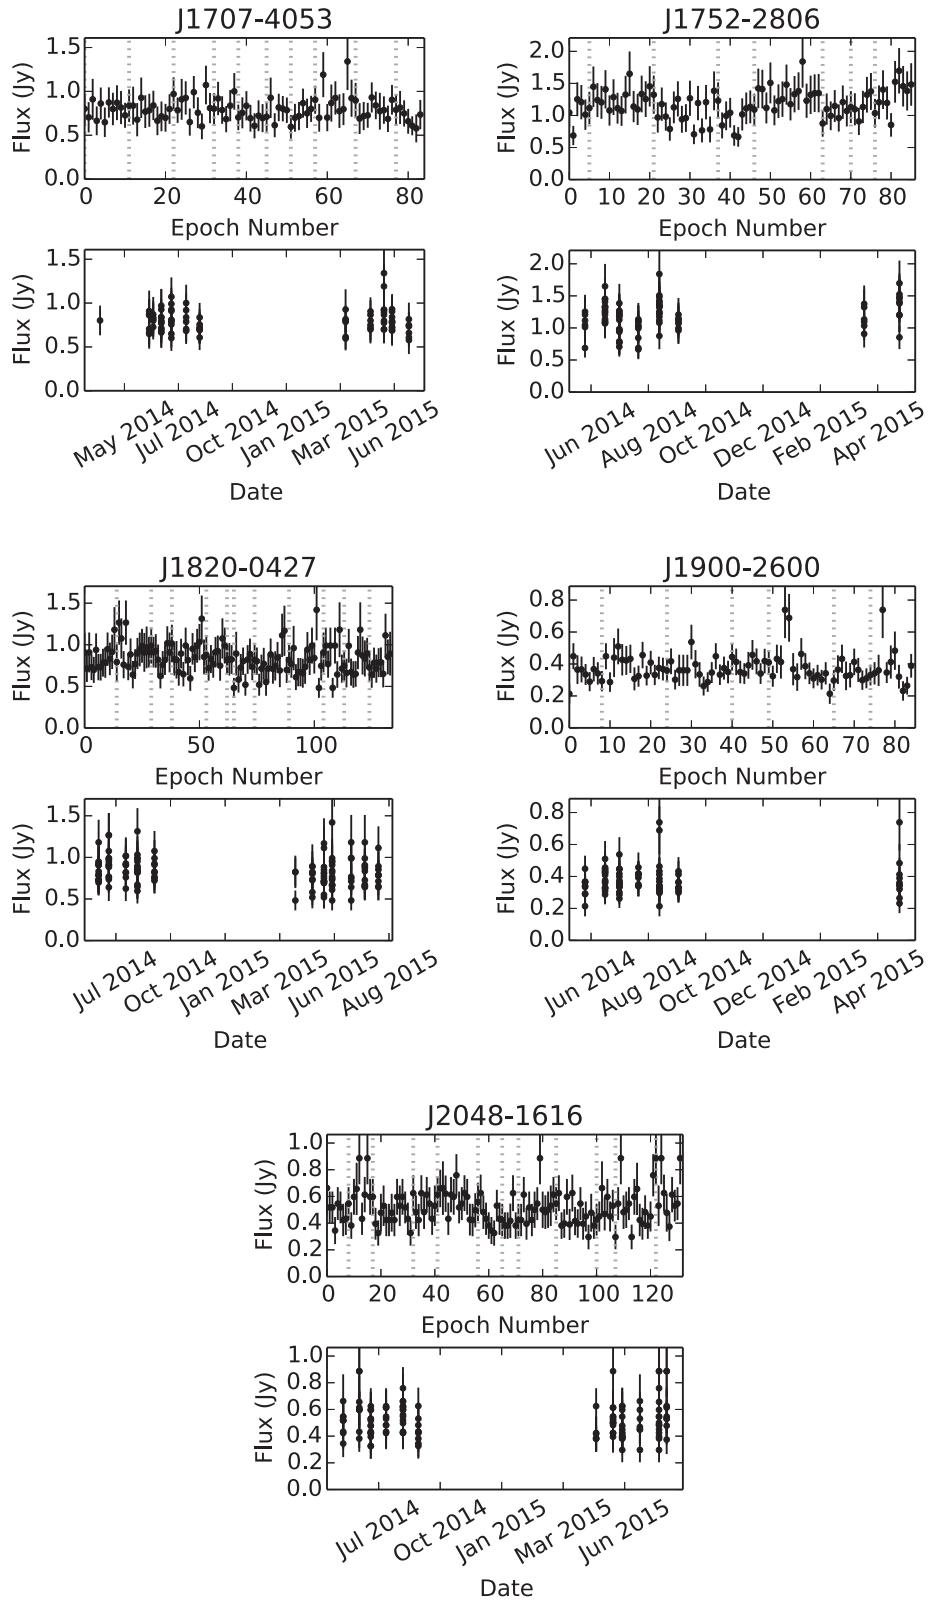 J1707-4053
1.5
1.0
0.5
0.0
Flux (Jy)
0 20 40 60 80
Epoch Number
1.5
1.0
0.5
0.0
Flux (Jy)
May 2014 Jul 2014 Oct 2014 Jan 2015 Mar 2015 Jun 2015
Date
J1752-2806
2.0
1.5
1.0
0.5
0.0
Flux (Jy)
0 10 20 30 40 50 60 70 80
Epoch Number
2.0
1.5
1.0
0.5
0.0
Flux (Jy)
Jun 2014 Aug 2014 Oct 2014 Dec 2014 Feb 2015 Apr 2015
Date
J1820-0427
1.5
1.0
0.5
0.0
Flux (Jy)
0 50 100
Epoch Number
1.5
1.0
0.5
0.0
Flux (Jy)
Jul 2014 Oct 2014 Jan 2015 Mar 2015 Jun 2015 Aug 2015
Date
J1900-2600
0.8
0.6
0.4
0.2
0.0
Flux (Jy)
0 10 20 30 40 50 60 70 80
Epoch Number
0.8
0.6
0.4
0.2
0.0
Flux (Jy)
Jun 2014 Aug 2014 Oct 2014 Dec 2014 Feb 2015 Apr 2015
Date
J2048-1616
1.0
0.8
0.6
0.4
0.2
0.0
Flux (Jy)
0 20 40 60 80 100 120
Epoch Number
1.0
0.8
0.6
0.4
0.2
0.0
Flux (Jy)
Jul 2014 Oct 2014 Jan 2015 Mar 2015 Jun 2015
Date